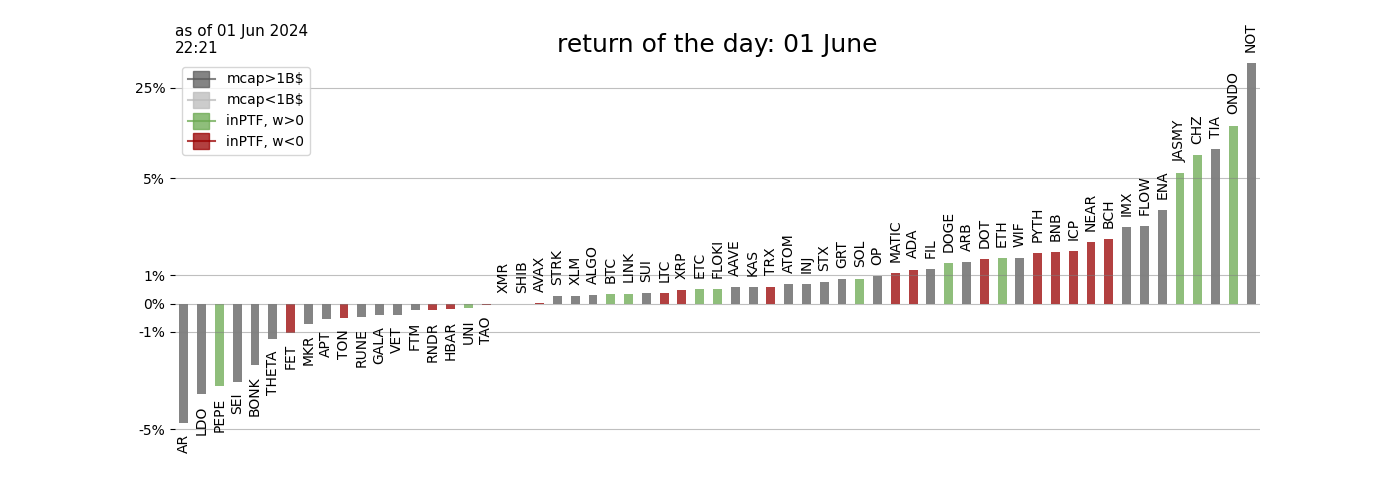 as of 01 Jun 2024
22:21
return of the day: 01 June
mcap>1B$
mcap<1B$
inPTF, w>0
inPTF, w<0
25%
5%
1%
0%
-1%
-5%
AR
LDO
PEPE
SEI
BONK
THETA
FET
MKR
APT
TON
RUNE
GALA
VET
FTM
RNDR
HBAR
UNI
TAO
XMR
SHIB
AVAX
STRK
XLM
ALGO
BTC
LINK
SUI
LTC
XRP
ETC
FLOKI
AAVE
KAS
TRX
ATOM
INJ
STX
GRT
SOL
OP
MATIC
ADA
FIL
DOGE
ARB
DOT
ETH
WIF
PYTH
BNB
ICP
NEAR
BCH
IMX
FLOW
ENA
JASMY
CHZ
TIA
ONDO
NOT